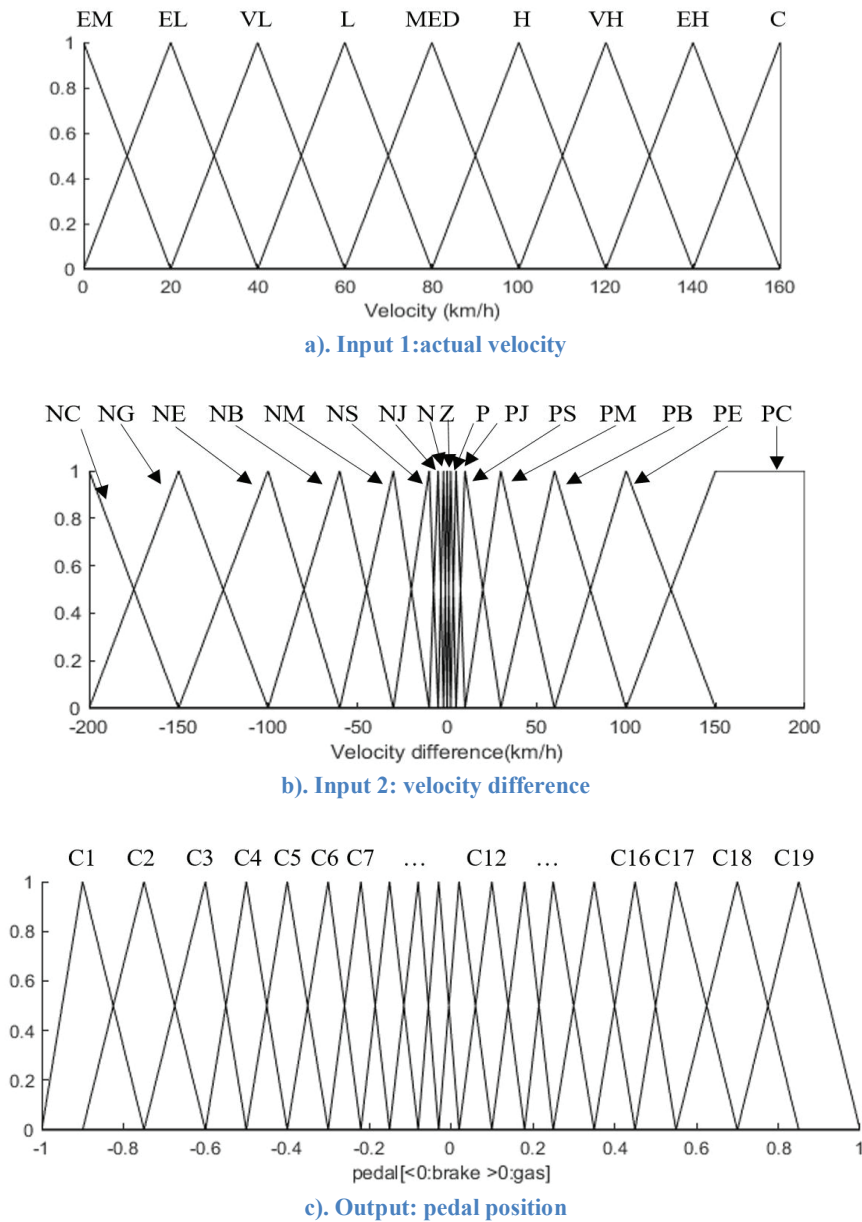 EM EL VL L MED H VH EH C
1
0.8
0.6
0.4
0.2
0
0 20 40 60 80 100 120 140 160
Velocity (km/h)
a). Input 1:actual velocity
NC NG NE NB NM NS NJ N Z P PJ PS PM PB PE PC
1
0.8
0.6
0.4
0.2
0
-200 -150 -100 -50 0 50 100 150 200
Velocity difference(km/h)
b). Input 2: velocity difference
C1 C2 C3 C4 C5 C6 C7 … C12 … C16 C17 C18 C19
1
0.8
0.6
0.4
0.2
0
-1 -0.8 -0.6 -0.4 -0.2 0 0.2 0.4 0.6 0.8 1
pedal[<0:brake >0:gas]
c). Output: pedal position